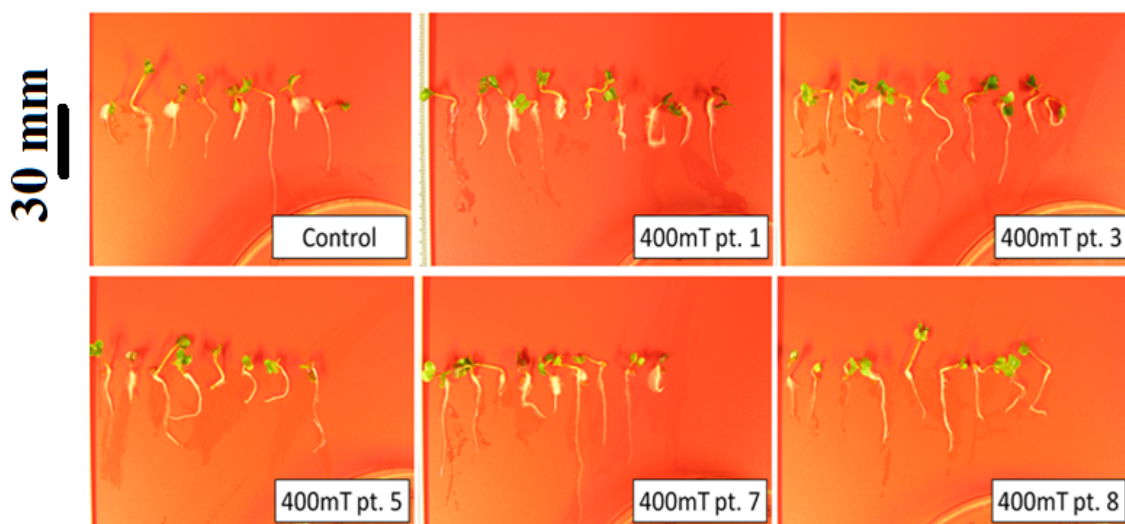 30 mm
Control
400mT pt. 1
400mT pt. 3
400mT pt. 5
400mT pt. 7
400mT pt. 8